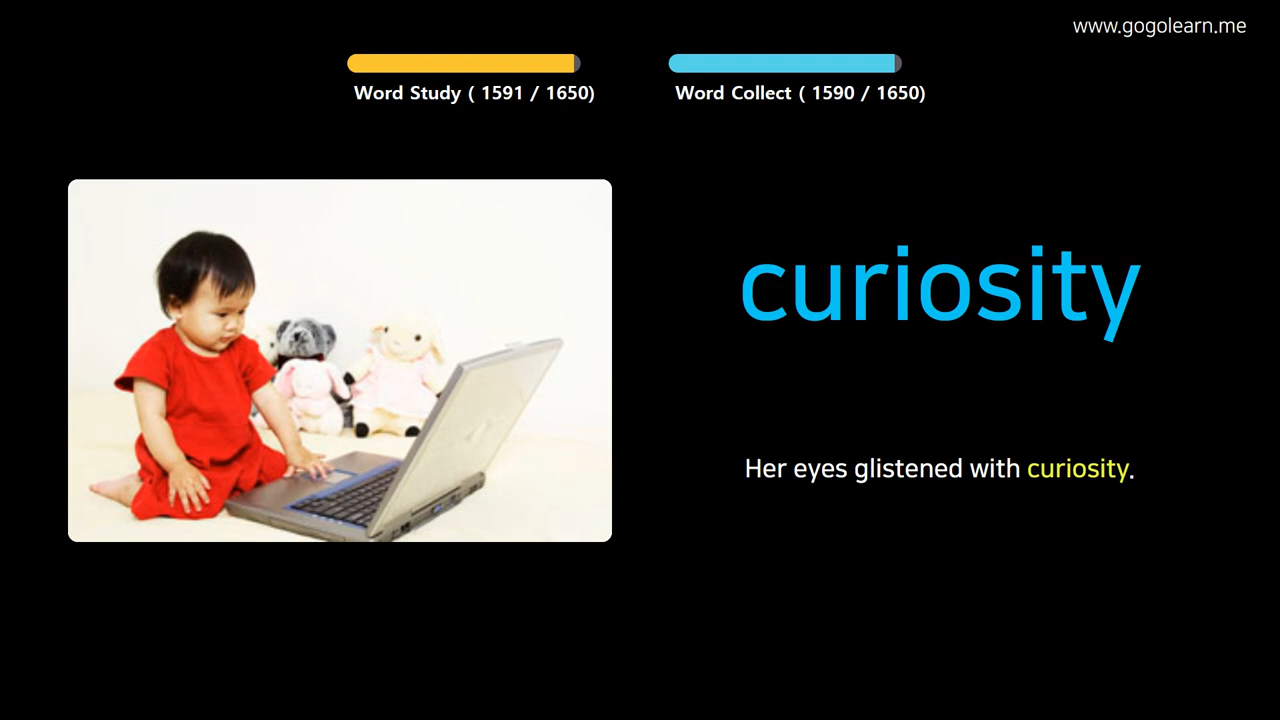 www.gogolearn.me
Word Study ( 1591 / 1650)
Word Collect ( 1590 / 1650)
curiosity
Her eyes glistened with curiosity.